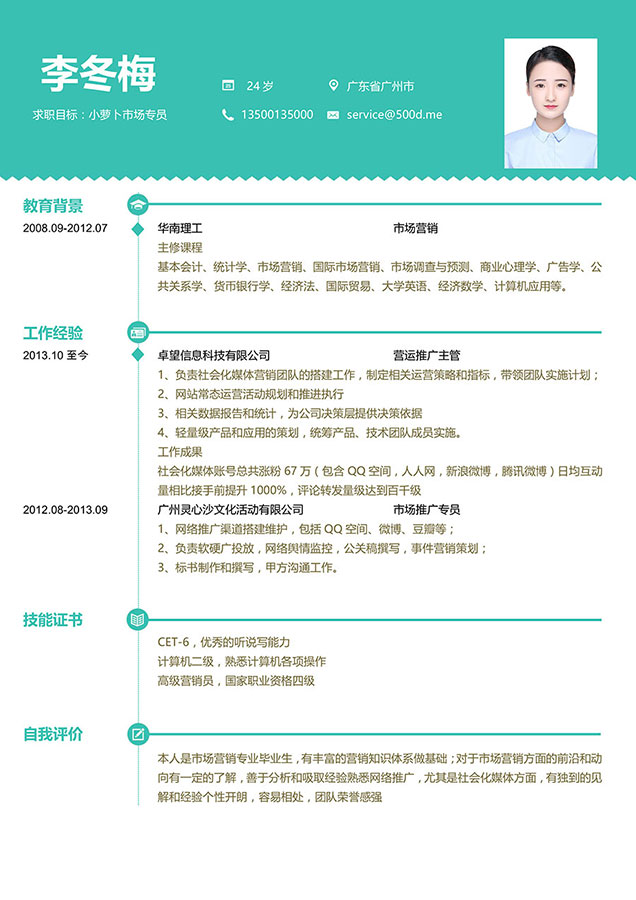 李冬梅
24 岁
广东省广州市
求职目标：小萝卜市场专员
13500135000
service@500d.me
教育背景
2008.09-2012.07 华南理工 市场营销
主修课程
基本会计、统计学、市场营销、国际市场营销、市场调查与预测、商业心理学、广告学、公
共关系学、货币银行学、经济法、国际贸易、大学英语、经济数学、计算机应用等。
工作经验
2013.10 至今 卓望信息科技有限公司 营运推广主管
1、负责社会化媒体营销团队的搭建工作，制定相关运营策略和指标，带领团队实施计划；
2、网站常态运营活动规划和推进执行
3、相关数据报告和统计，为公司决策层提供决策依据
4、轻量级产品和应用的策划，统筹产品、技术团队成员实施。
工作成果
社会化媒体账号总共涨粉 67 万（包含 QQ 空间，人人网，新浪微博，腾讯微博）日均互动
量相比接手前提升 1000%，评论转发量级达到百千级
2012.08-2013.09 广州灵心沙文化活动有限公司 市场推广专员
1、网络推广渠道搭建维护，包括 QQ 空间、微博、豆瓣等；
2、负责软硬广投放，网络舆情监控，公关稿撰写，事件营销策划；
3、标书制作和撰写，甲方沟通工作。
技能证书
CET-6，优秀的听说写能力
计算机二级，熟悉计算机各项操作
高级营销员，国家职业资格四级
自我评价
本人是市场营销专业毕业生，有丰富的营销知识体系做基础；对于市场营销方面的前沿和动
向有一定的了解，善于分析和吸取经验熟悉网络推广，尤其是社会化媒体方面，有独到的见
解和经验个性开朗，容易相处，团队荣誉感强